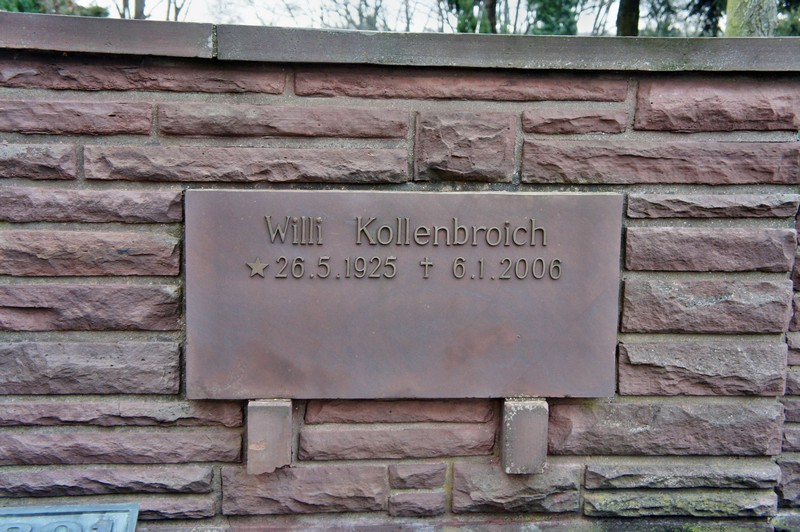 Willi Kollenbroich
★ 26.5.1925 † 6.1.2006